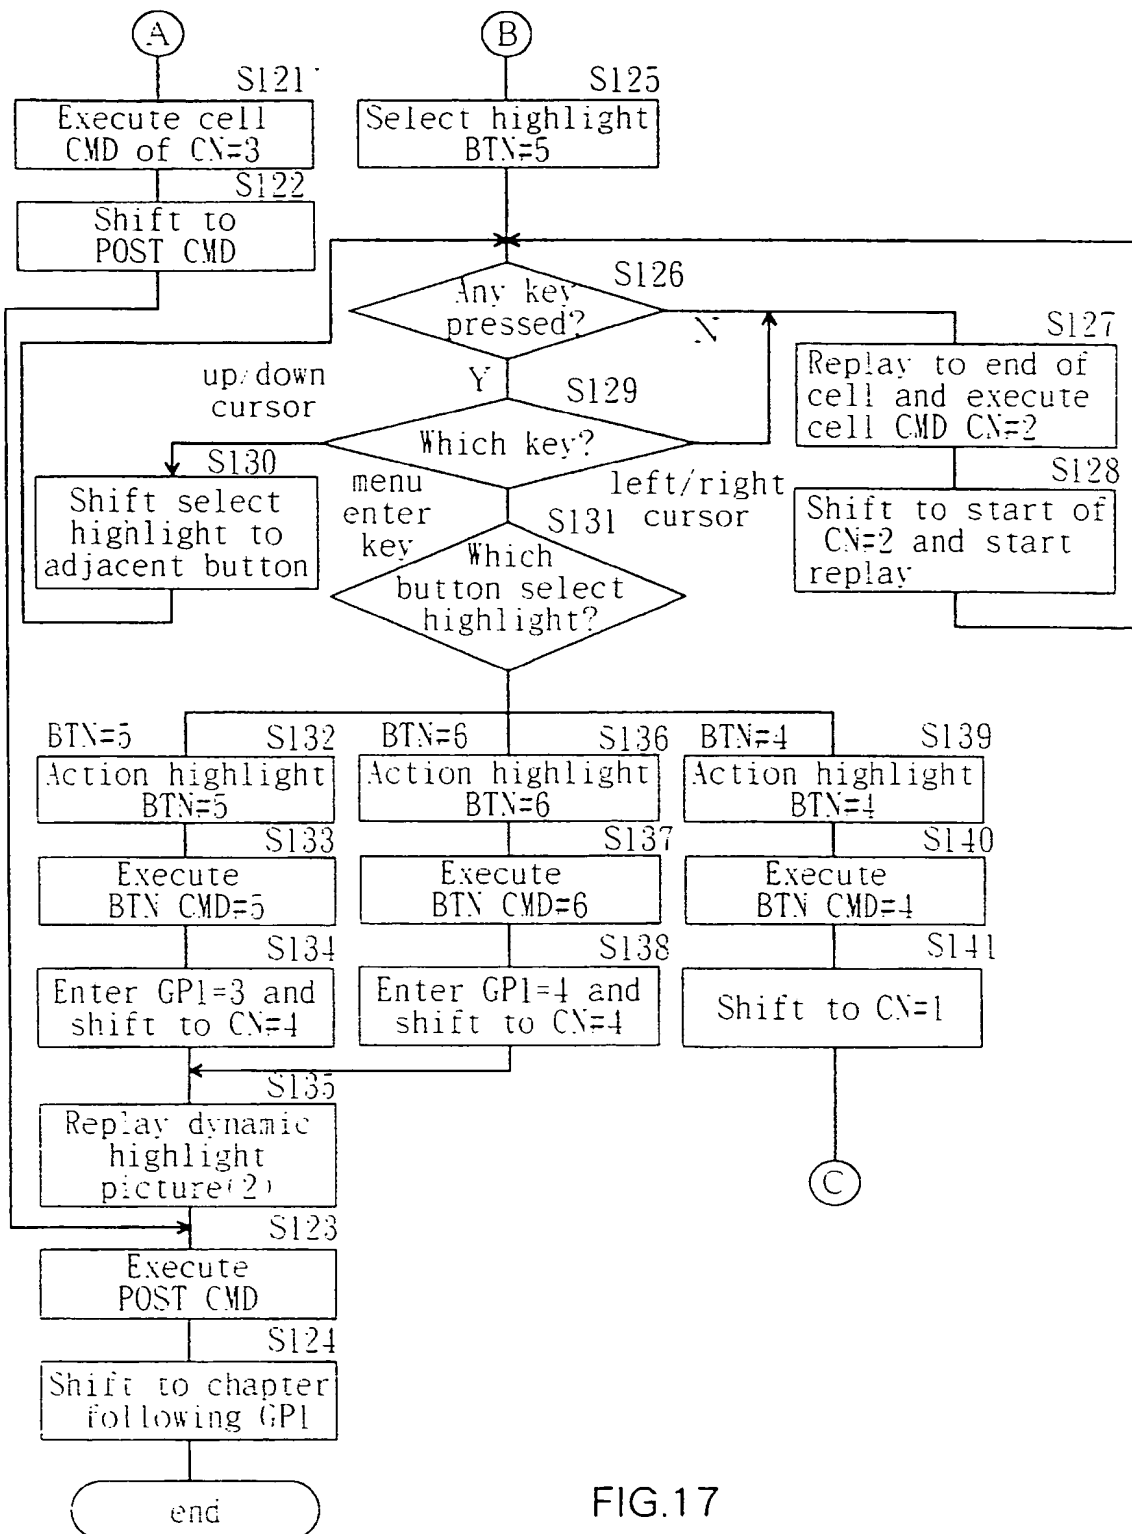 A
B
S121
Execute cell
CMD of CN=3
S122
Shift to
POST CMD
S125
Select highlight
BTN=5
S126
Any key
pressed?
N
Y
S127
Replay to end of
cell and execute
cell CMD CN=2
S128
Shift to start of
CN=2 and start
replay
up/down
cursor
S129
Which key?
S130
Shift select
highlight to
adjacent button
menu
enter
key
left/right
cursor
S131
Which
button select
highlight?
BTN=5
S132
Action highlight
BTN=5
S133
Execute
BTN CMD=5
S134
Enter GP1=3 and
shift to CN=4
BTN=6
S136
Action highlight
BTN=6
S137
Execute
BTN CMD=6
S138
Enter GP1=4 and
shift to CN=4
BTN=4
S139
Action highlight
BTN=4
S140
Execute
BTN CMD=4
S141
Shift to CN=1
C
S135
Replay dynamic
highlight
picture(2)
S123
Execute
POST CMD
S124
Shift to chapter
following GP1
end
FIG.17